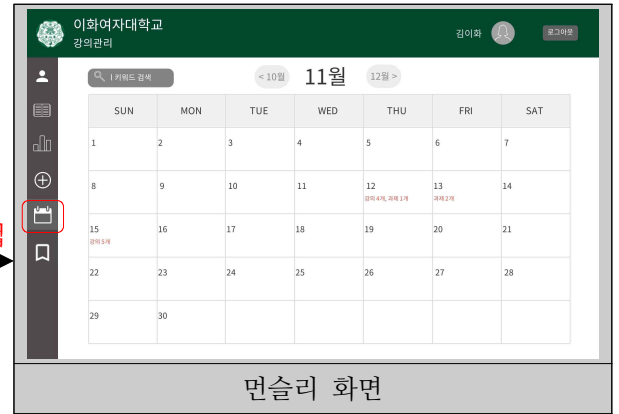 이화여자대학교
강의관리
김이화
로그아웃
| 키워드 검색
< 10월
11월
12월 >
SUN MON TUE WED THU FRI SAT
1 2 3 4 5 6 7
8 9 10 11 12 13 14
강의 4개, 과제 1개 과제 2개
15 16 17 18 19 20 21
강의 5개
22 23 24 25 26 27 28
29 30
먼슬리 화면